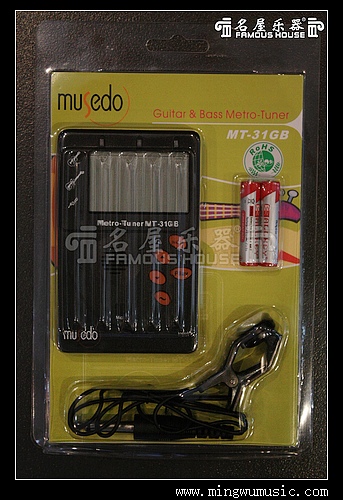 名屋乐器®
FAMOUS HOUSE
musedo
Guitar & Bass Metro-Tuner
MT-31GB
RoHS
Metro-Tuner MT-31GB
名屋乐器®
FAMOUS HOUSE
musedo
www.mingwumusic.com